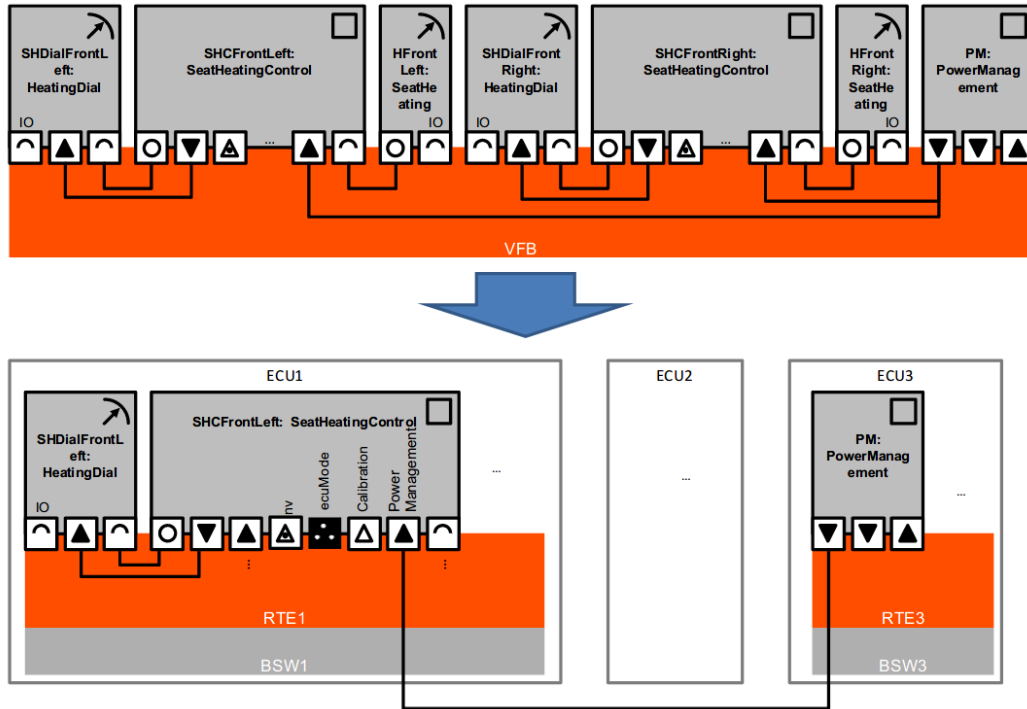 SHDialFrontL
eft:
HeatingDial
IO
SHCFrontLeft:
SeatHeatingControl
...
HFront
Left:
SeatHe
ating
IO
SHDialFront
Right:
HeatingDial
IO
SHCFrontRight:
SeatHeatingControl
...
HFront
Right:
SeatHe
ating
IO
PM:
PowerManag
ement
VFB
ECU1
SHDialFrontL
eft:
HeatingDial
IO
SHCFrontLeft: SeatHeatingControl
nv
ecuMode
Calibration
Power
Managements
...
...
...
RTE1
BSW1
ECU2
...
ECU3
PM:
PowerManag
ement
...
RTE3
BSW3